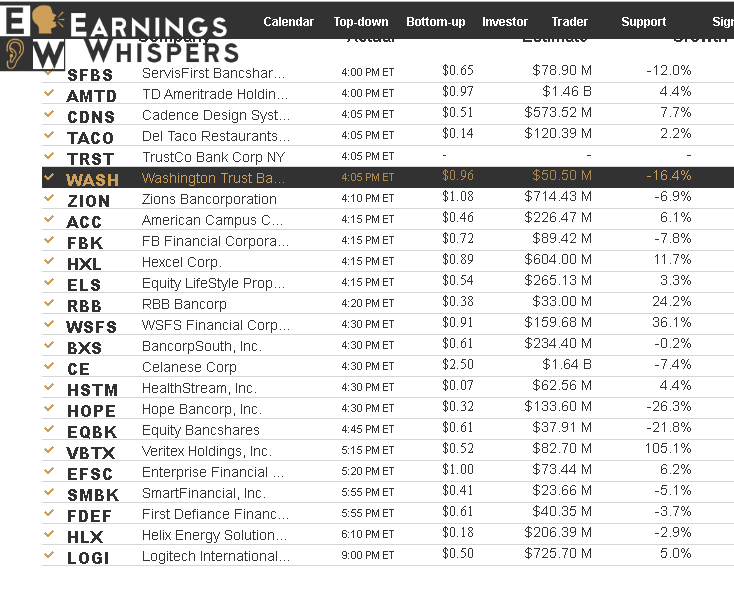 EARNINGS WHISPERS
Calendar Top-down Bottom-up Investor Trader Support Sign
Company Actual Estimate Growth
SFBS ServisFirst Bancshar... 4:00 PM ET $0.65 $78.90 M -12.0%
AMTD TD Ameritrade Holdin... 4:00 PM ET $0.97 $1.46 B 4.4%
CDNS Cadence Design Syst... 4:05 PM ET $0.51 $573.52 M 7.7%
TACO Del Taco Restaurants... 4:05 PM ET $0.14 $120.39 M 2.2%
TRST TrustCo Bank Corp NY 4:05 PM ET - - -
WASH Washington Trust Ba... 4:05 PM ET $0.96 $50.50 M -16.4%
ZION Zions Bancorporation 4:10 PM ET $1.08 $714.43 M -6.9%
ACC American Campus C... 4:15 PM ET $0.46 $226.47 M 6.1%
FBK FB Financial Corpora... 4:15 PM ET $0.72 $89.42 M -7.8%
HXL Hexcel Corp. 4:15 PM ET $0.89 $604.00 M 11.7%
ELS Equity LifeStyle Prop... 4:15 PM ET $0.54 $265.13 M 3.3%
RBB RBB Bancorp 4:20 PM ET $0.38 $33.00 M 24.2%
WSFS WSFS Financial Corp... 4:30 PM ET $0.91 $159.68 M 36.1%
BXS BancorpSouth, Inc. 4:30 PM ET $0.61 $234.40 M -0.2%
CE Celanese Corp 4:30 PM ET $2.50 $1.64 B -7.4%
HSTM HealthStream, Inc. 4:30 PM ET $0.07 $62.56 M 4.4%
HOPE Hope Bancorp, Inc. 4:30 PM ET $0.32 $133.60 M -26.3%
EQBK Equity Bancshares 4:45 PM ET $0.61 $37.91 M -21.8%
VBTX Veritex Holdings, Inc. 5:15 PM ET $0.52 $82.70 M 105.1%
EFSC Enterprise Financial ... 5:20 PM ET $1.00 $73.44 M 6.2%
SMBK SmartFinancial, Inc. 5:55 PM ET $0.41 $23.66 M -5.1%
FDEF First Defiance Financ... 5:55 PM ET $0.61 $40.35 M -3.7%
HLX Helix Energy Solution... 6:10 PM ET $0.18 $206.39 M -2.9%
LOGI Logitech International... 9:00 PM ET $0.50 $725.70 M 5.0%